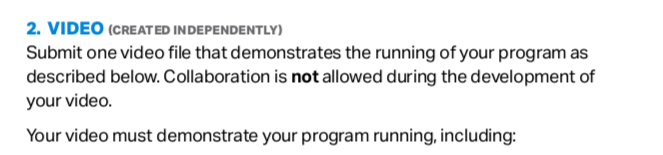 2. VIDEO (CREATED INDEPENDENTLY)
Submit one video file that demonstrates the running of your program as
described below. Collaboration is not allowed during the development of
your video.
Your video must demonstrate your program running, including: